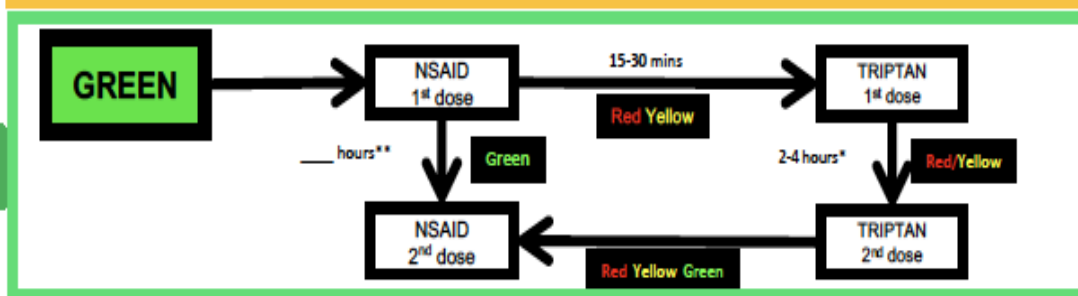 GREEN
NSAID
1st dose
15-30 mins
Red Yellow
TRIPTAN
1st dose
____ hours**
Green
2-4 hours*
Red/Yellow
NSAID
2nd dose
Red Yellow Green
TRIPTAN
2nd dose